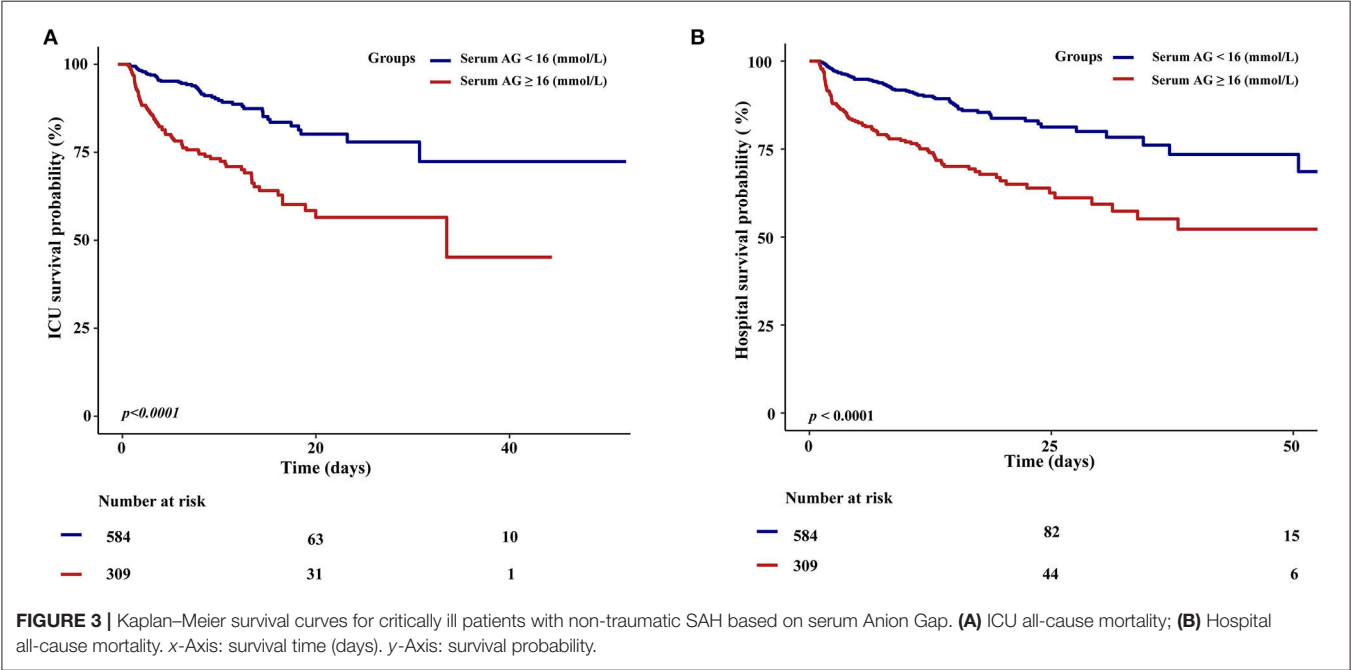 A
Groups
Serum AG < 16 (mmol/L)
Serum AG ≥ 16 (mmol/L)
ICU survival probability (%)
100
75
50
25
0
p<0.0001
0
20
40
Time (days)
Number at risk
584
63
10
309
31
1
B
Groups
Serum AG < 16 (mmol/L)
Serum AG ≥ 16 (mmol/L)
Hospital survival probability ( %)
100
75
50
25
0
p < 0.0001
0
25
50
Time (days)
Number at risk
584
82
15
309
44
6
FIGURE 3 | Kaplan–Meier survival curves for critically ill patients with non-traumatic SAH based on serum Anion Gap. (A) ICU all-cause mortality; (B) Hospital
all-cause mortality. x-Axis: survival time (days). y-Axis: survival probability.